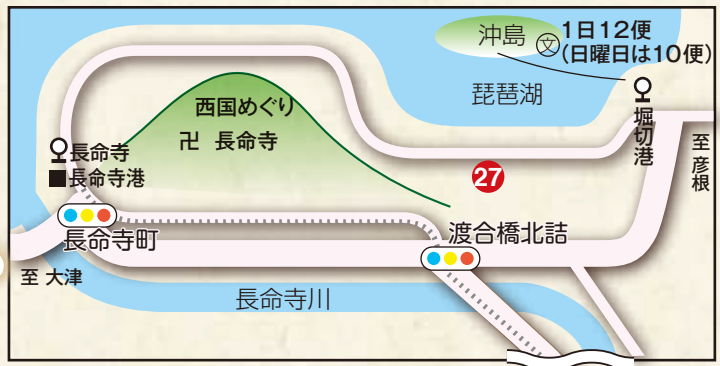 沖島
文
1日12便
(日曜日は10便)
琵琶湖
堀切港
至彦根
西国めぐり
卍 長命寺
長命寺
長命寺港
27
長命寺町
渡合橋北詰
至 大津
長命寺川